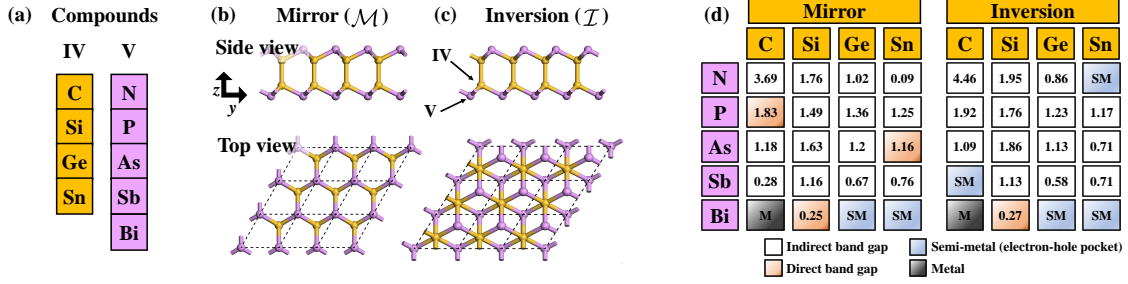 (a) Compounds
IV V
C N
Si P
Ge As
Sn Sb
Bi
(b) Mirror (M)
(c) Inversion (I)
Side view
z
y
IV
V
Top view
(d)
Mirror Inversion
C Si Ge Sn C Si Ge Sn
N 3.69 1.76 1.02 0.09 4.46 1.95 0.86 SM
P 1.83 1.49 1.36 1.25 1.92 1.76 1.23 1.17
As 1.18 1.63 1.2 1.16 1.09 1.86 1.13 0.71
Sb 0.28 1.16 0.67 0.76 SM 1.13 0.58 0.71
Bi M 0.25 SM SM M 0.27 SM SM
Indirect band gap Semi-metal (electron-hole pocket)
Direct band gap Metal